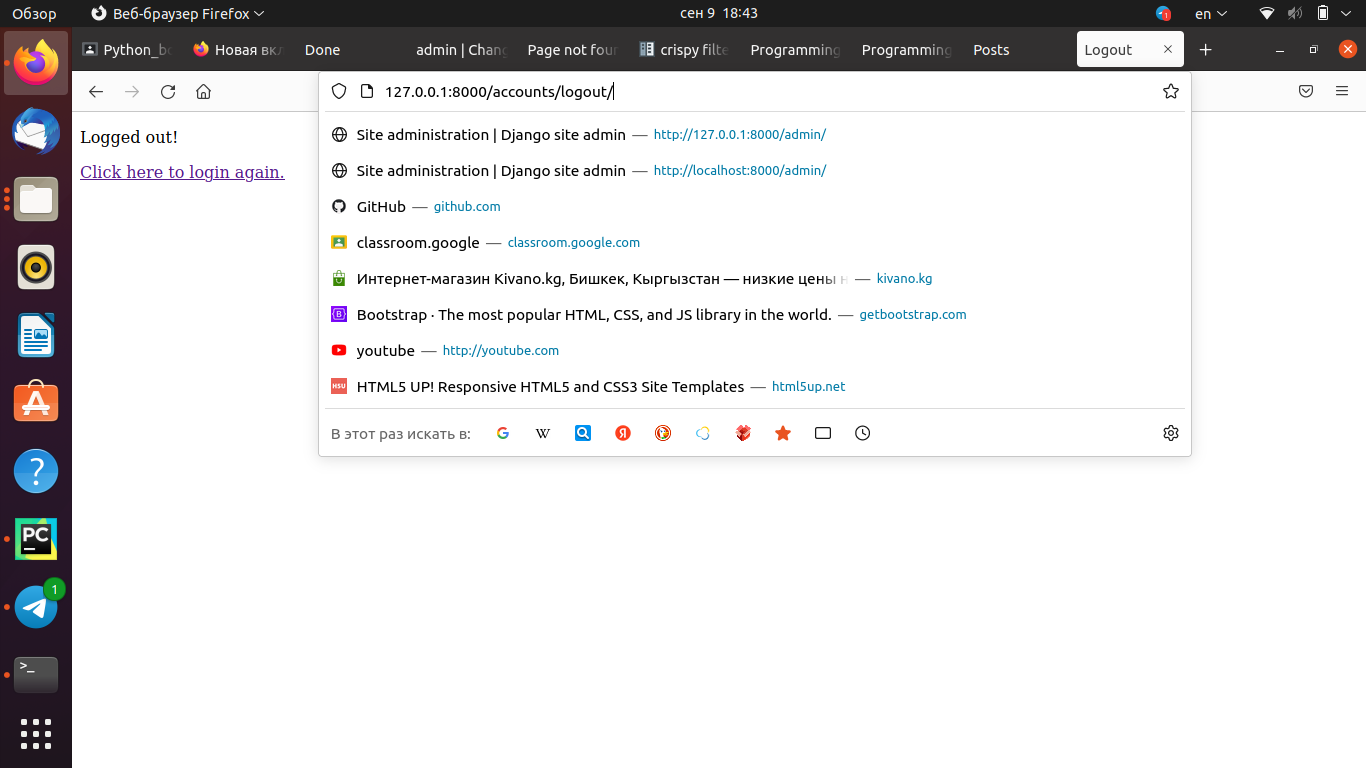 Обзор Веб-браузер Firefox сен 9 18:43 1 en
Python_b Новая вкл Done admin | Chang Page not four crispy filte Programming Programming Posts Logout
127.0.0.1:8000/accounts/logout/
Logged out!
Click here to login again.
Site administration | Django site admin — http://127.0.0.1:8000/admin/
Site administration | Django site admin — http://localhost:8000/admin/
GitHub — github.com
classroom.google — classroom.google.com
Интернет-магазин Kivano.kg, Бишкек, Кыргызстан — низкие цены н — kivano.kg
B Bootstrap · The most popular HTML, CSS, and JS library in the world. — getbootstrap.com
youtube — http://youtube.com
H5U HTML5 UP! Responsive HTML5 and CSS3 Site Templates — html5up.net
В этот раз искать в: G W Я
?
PC
1
>_